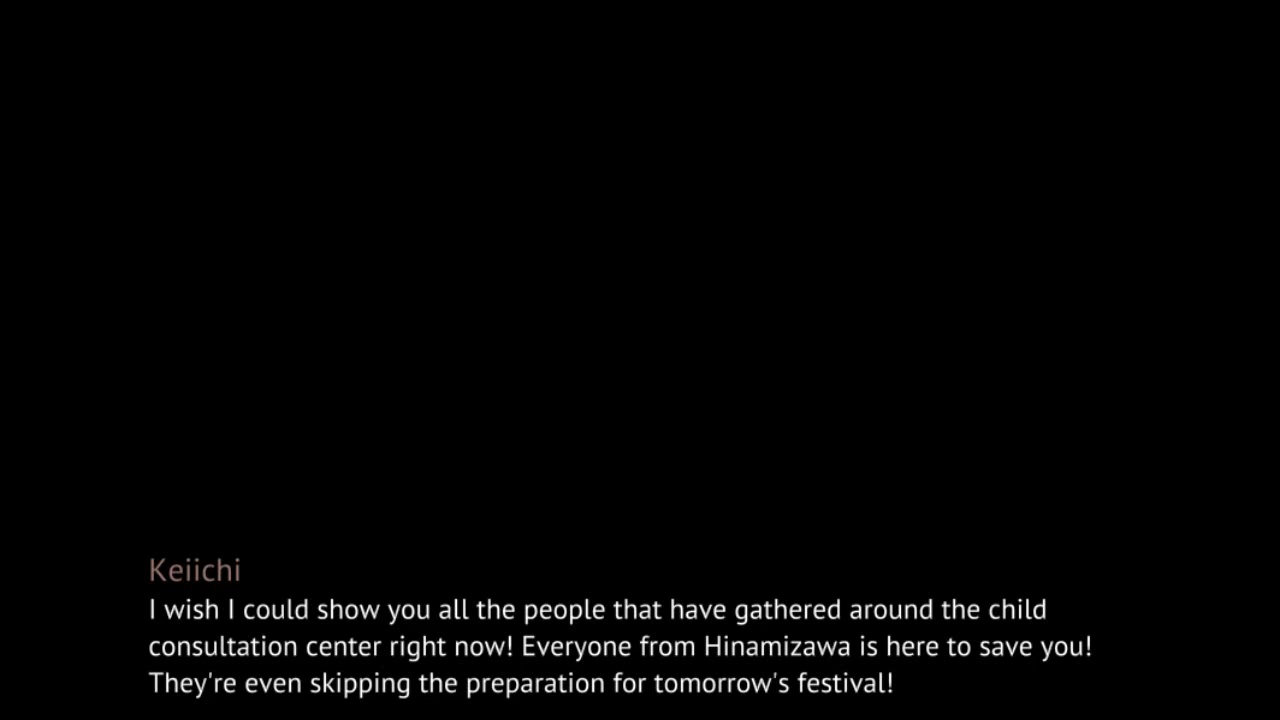 Keiichi
I wish I could show you all the people that have gathered around the child
consultation center right now! Everyone from Hinamizawa is here to save you!
They're even skipping the preparation for tomorrow's festival!